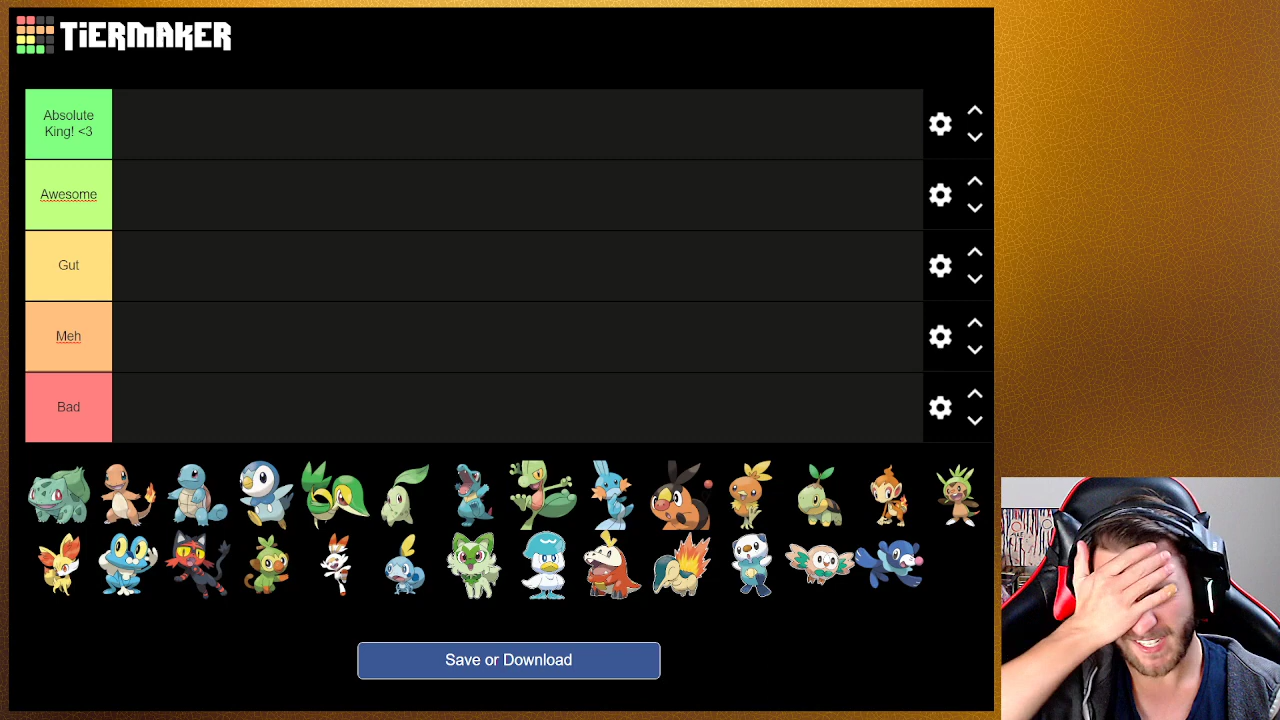 TiERMAKER
Absolute
King! <3
Awesome
Gut
Meh
Bad
Save or Download